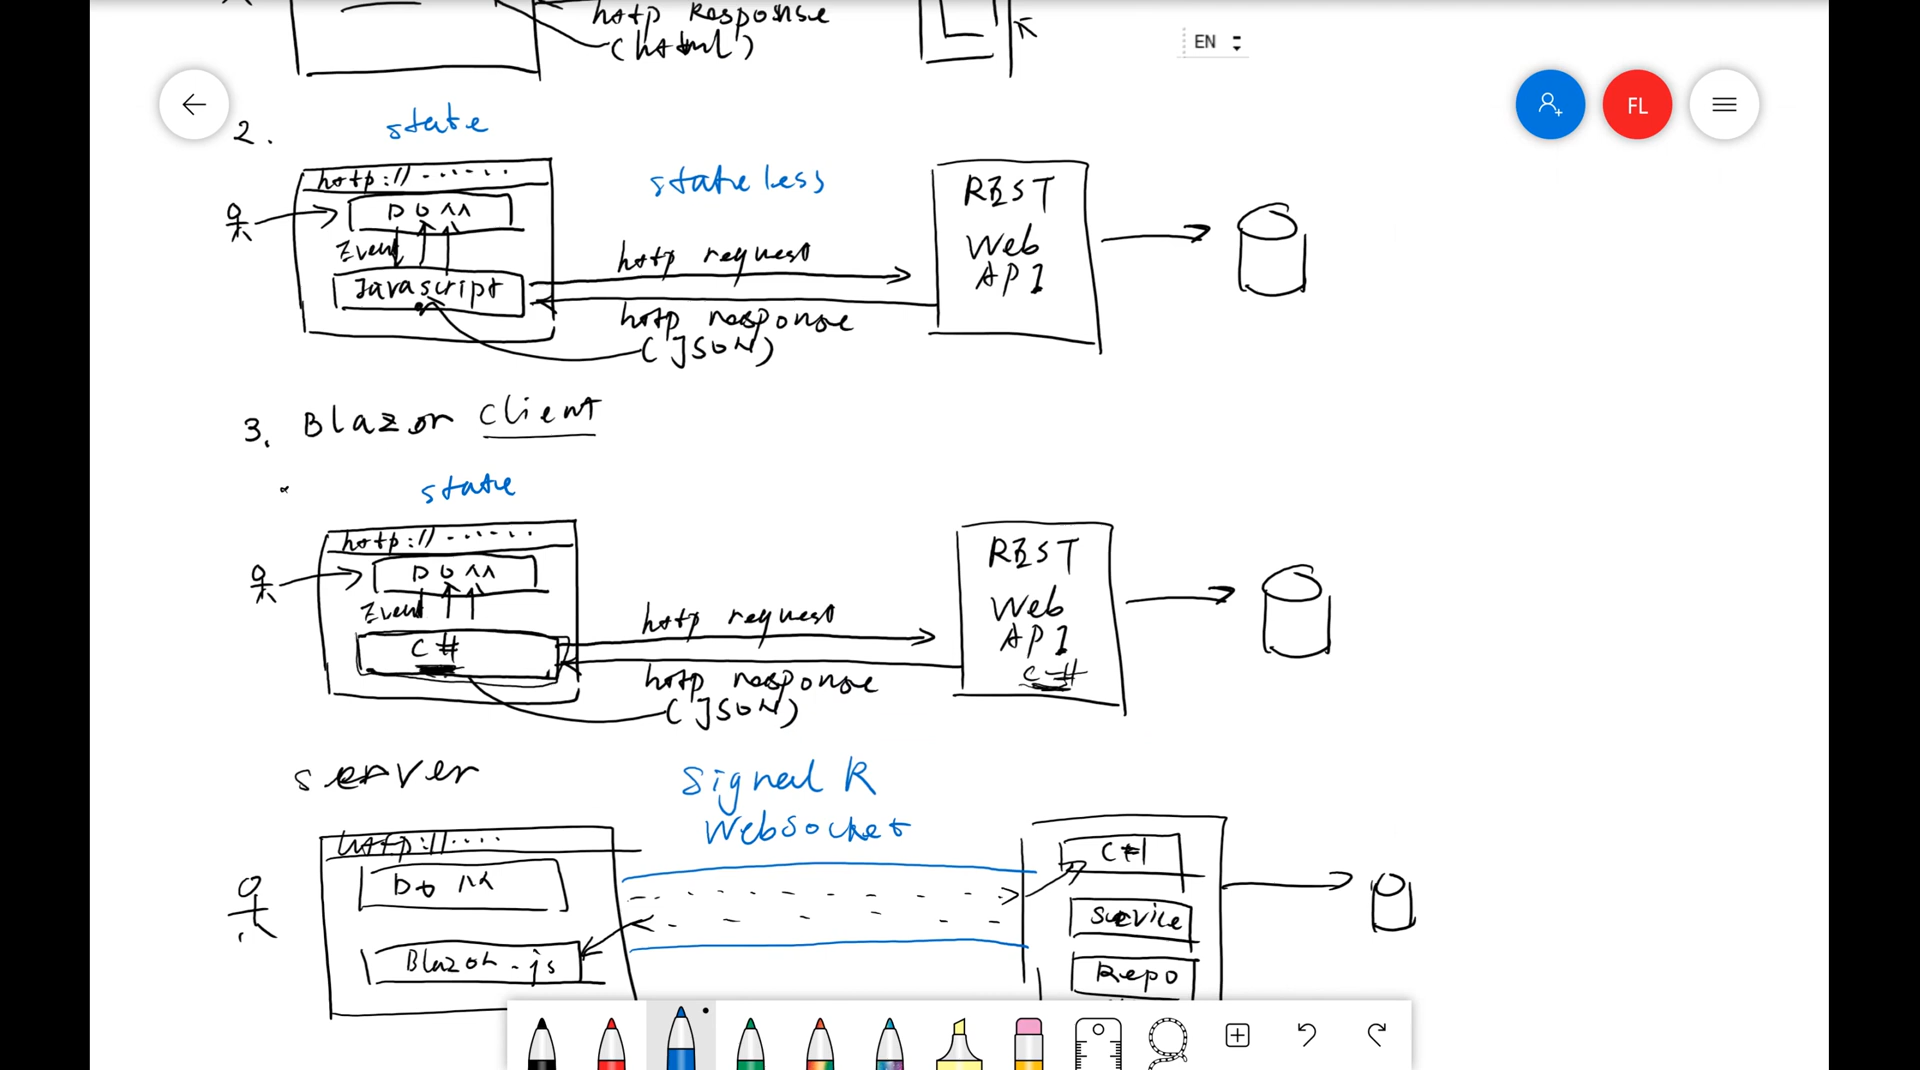 http Response
(html)
EN
FL
2.
state
http://.......
stateless
REST
DOM
Web
Event
http request
API
Javascript
http response
(JSON)
3. Blazor Client
state
http://.......
REST
DOM
Web
Event
http request
API
C#
C#
http response
(JSON)
server
Signal R
WebSocket
http://....
C#
DOM
Service
Blazor.js
Repo